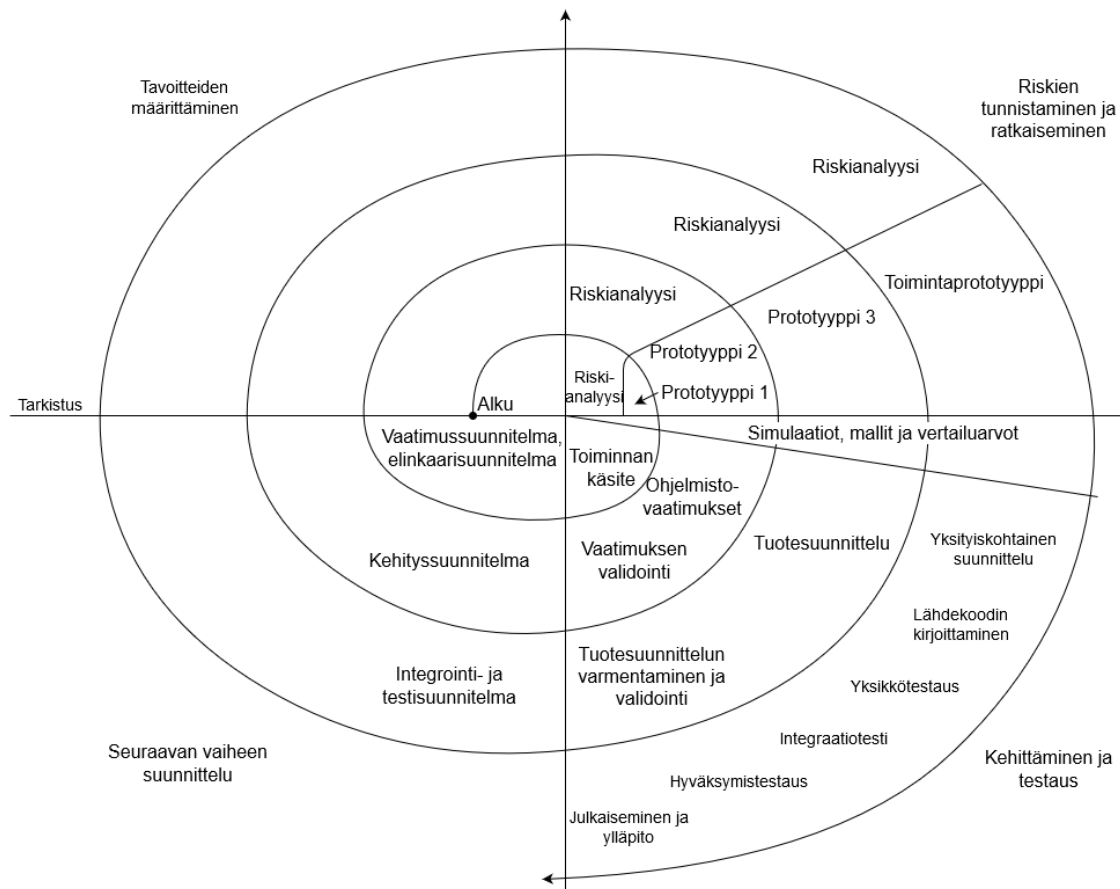 Tavoitteiden
määrittäminen
Riskien
tunnistaminen ja
ratkaiseminen
Riskianalyysi
Riskianalyysi
Toimintaprototyyppi
Riskianalyysi
Prototyyppi 3
Prototyyppi 2
Riski-
analyysi
Prototyyppi 1
Tarkistus
Alku
Simulaatiot, mallit ja vertailuarvot
Vaatimussuunnitelma,
elinkaarisuunnitelma
Toiminnan
käsite
Ohjelmisto-
vaatimukset
Tuotesuunnittelu
Yksityiskohtainen
suunnittelu
Kehityssuunnitelma
Vaatimuksen
validointi
Lähdekoodin
kirjoittaminen
Integrointi- ja
testisuunnitelma
Tuotesuunnittelun
varmentaminen ja
validointi
Yksikkötestaus
Integraatiotesti
Seuraavan vaiheen
suunnittelu
Kehittäminen ja
testaus
Hyväksymistestaus
Julkaiseminen ja
ylläpito